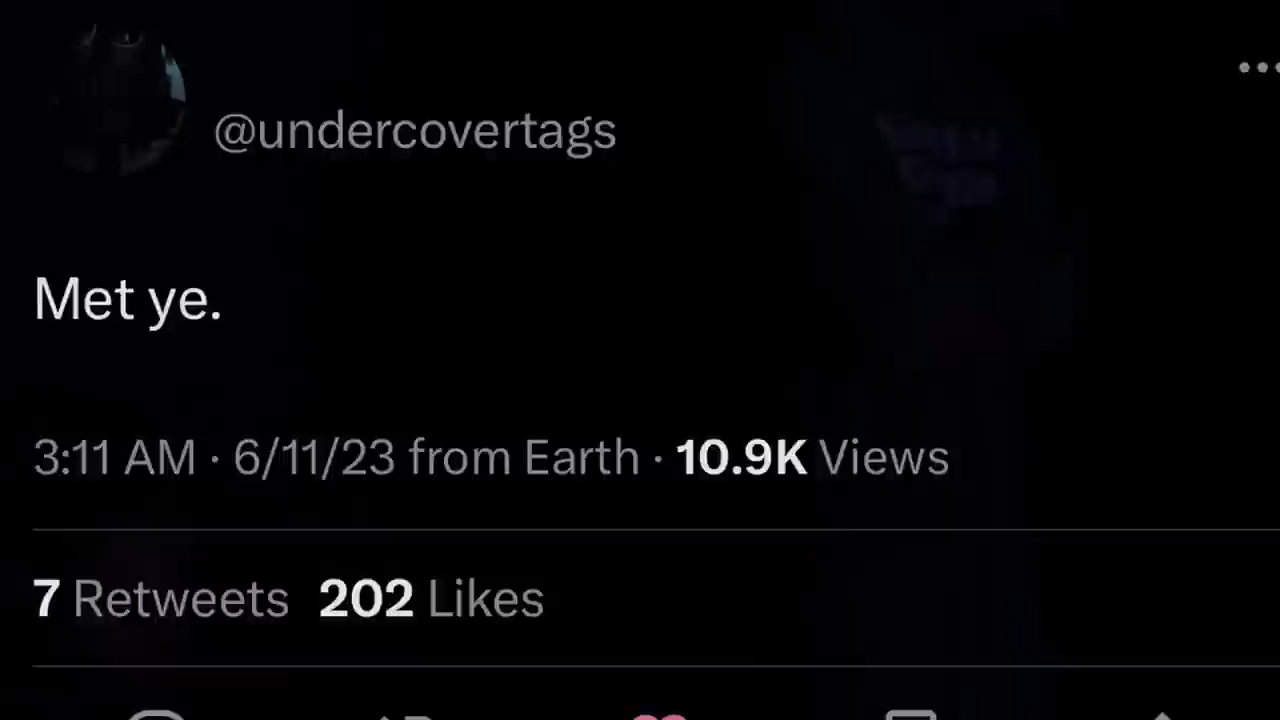 @undercovertags
Met ye.
3:11 AM · 6/11/23 from Earth · 10.9K Views
7 Retweets 202 Likes